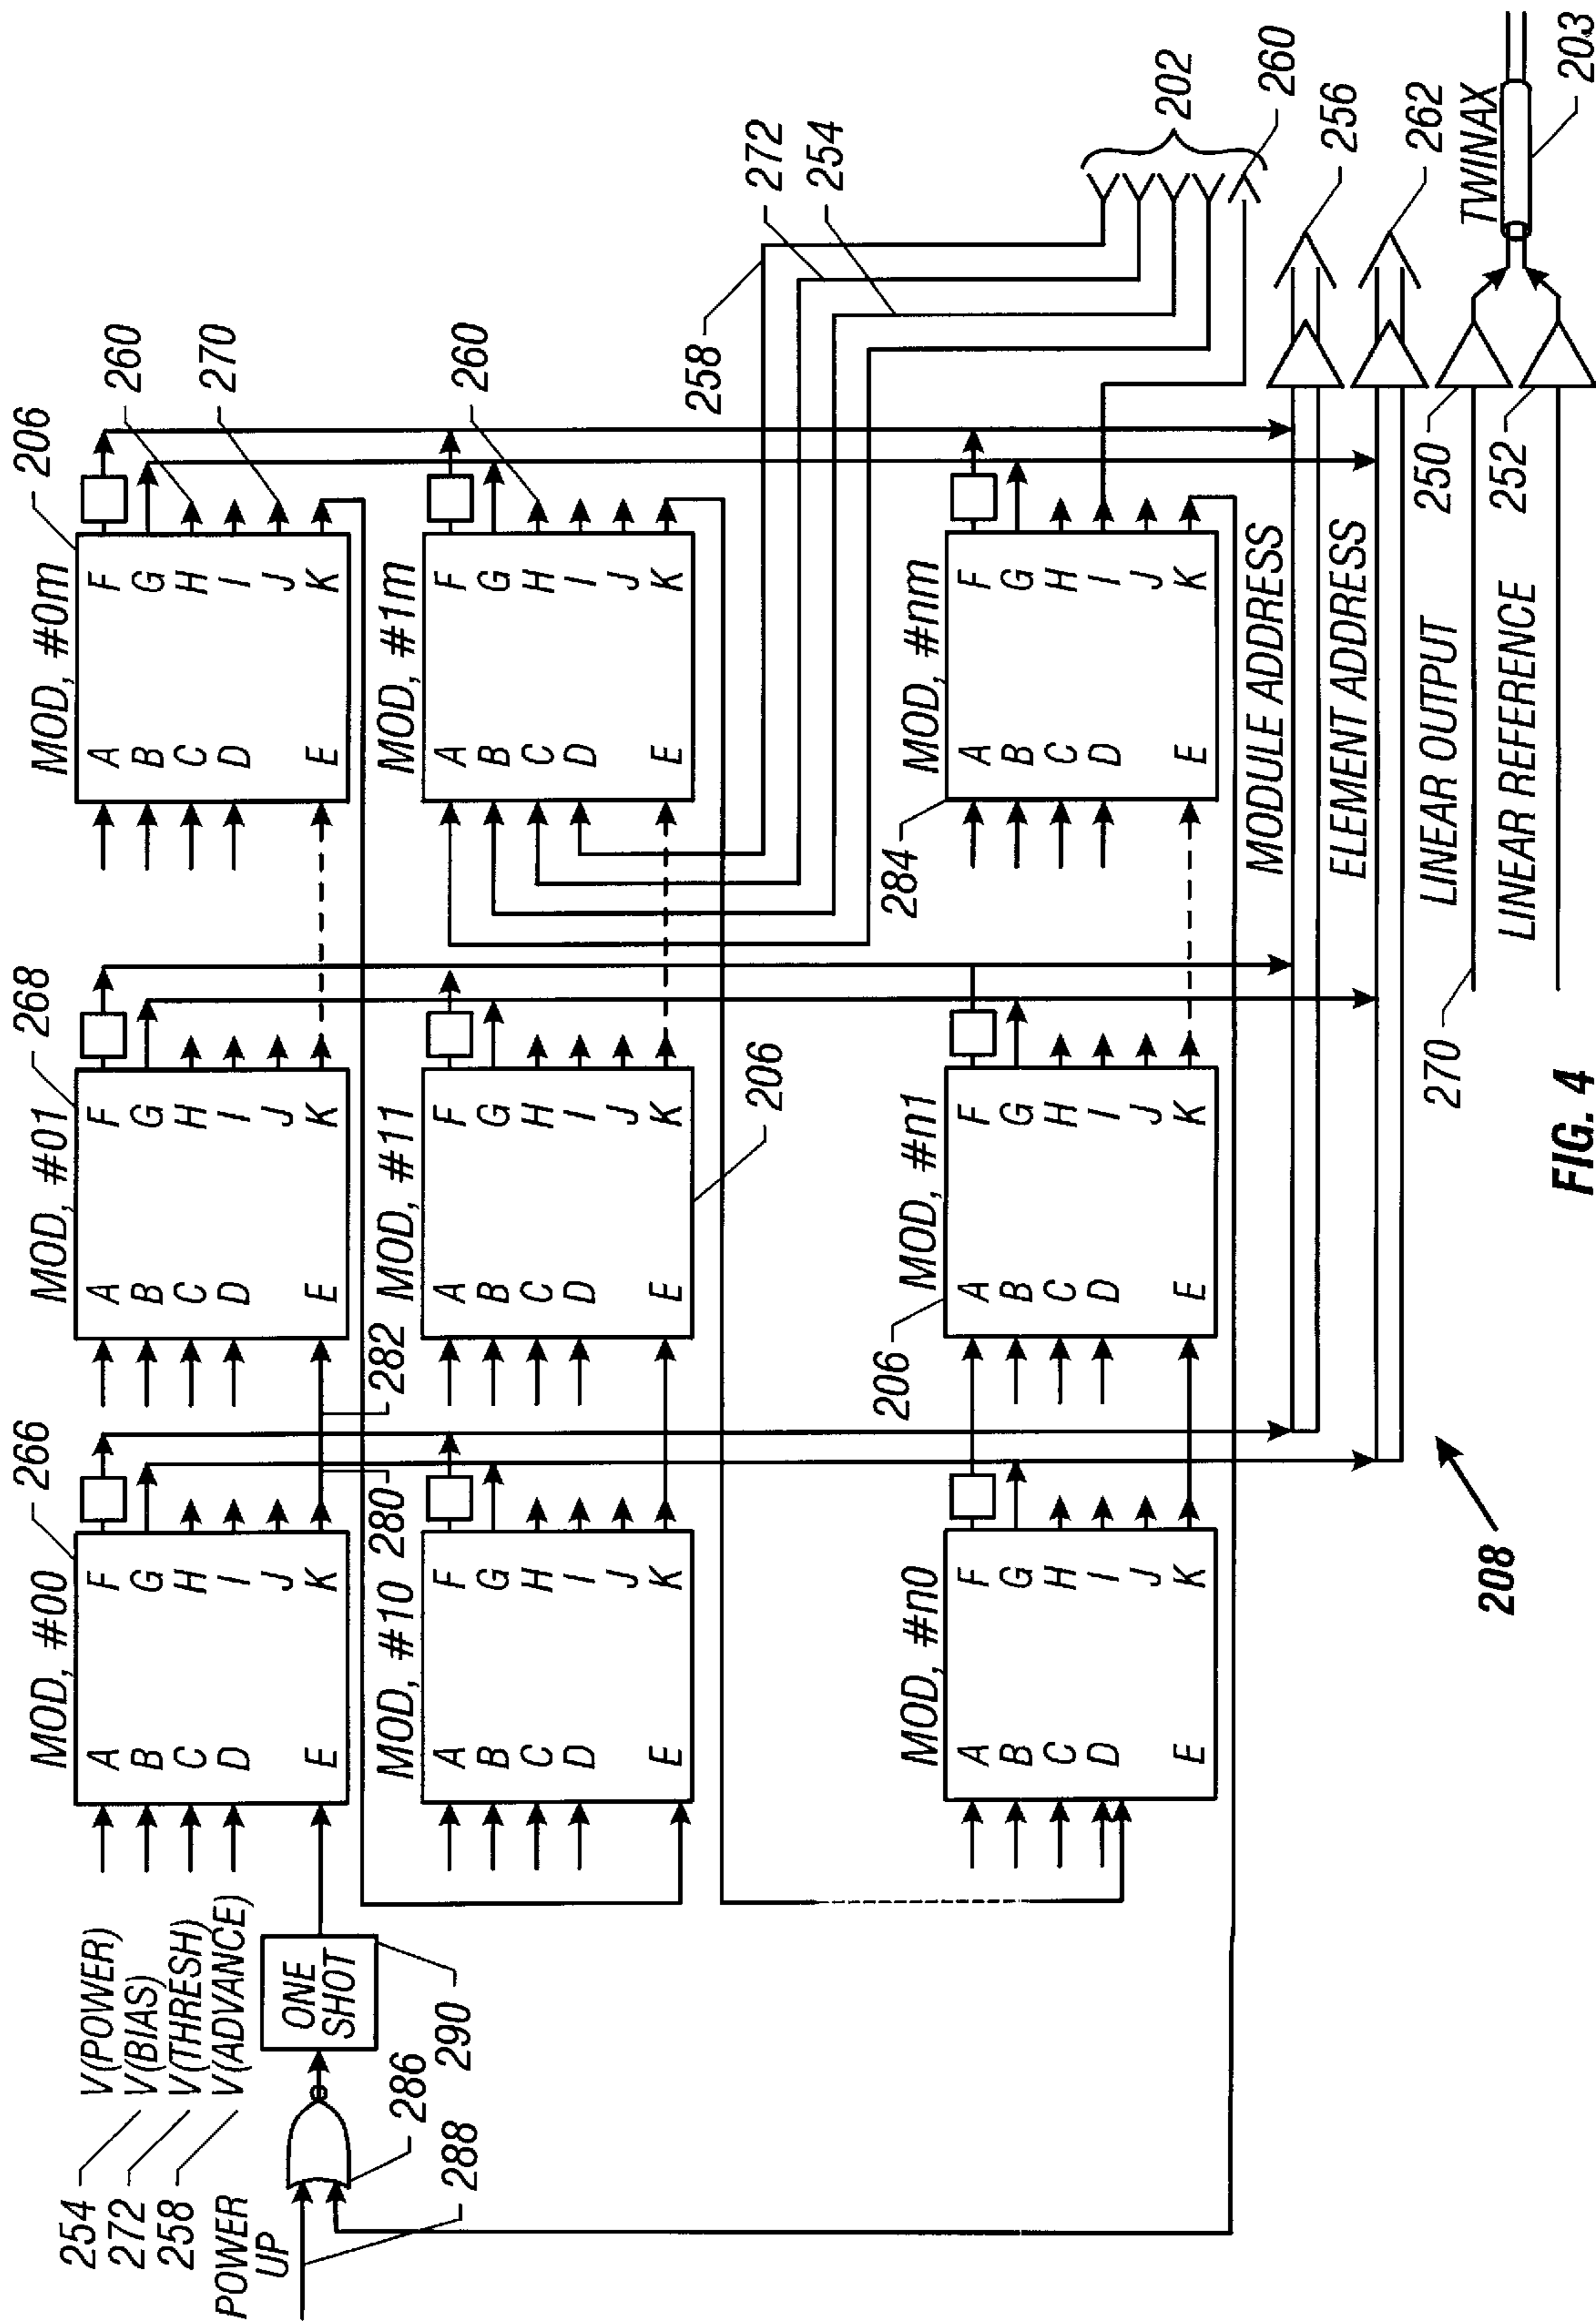 254
V(POWER)
272
V(BIAS)
258
V(THRESH)
V(ADVANCE)
POWER
UP
288
286
ONE
SHOT
290
MOD, #00
266
A
B
C
D
E
F
G
H
I
J
K
280
282
MOD, #01
268
A
B
C
D
E
F
G
H
I
J
K
MOD, #0m
206
A
B
C
D
E
F
G
H
I
J
K
260
270
MOD, #10
A
B
C
D
E
F
G
H
I
J
K
MOD, #11
A
B
C
D
E
F
G
H
I
J
K
206
MOD, #1m
A
B
C
D
E
F
G
H
I
J
K
260
258
272
254
202
260
MOD, #n0
A
B
C
D
E
F
G
H
I
J
K
206
MOD, #n1
A
B
C
D
E
F
G
H
I
J
K
284
MOD, #nm
A
B
C
D
E
F
G
H
I
J
K
MODULE ADDRESS
256
ELEMENT ADDRESS
262
270
LINEAR OUTPUT
250
TWINAX
LINEAR REFERENCE
252
203
208
FIG. 4